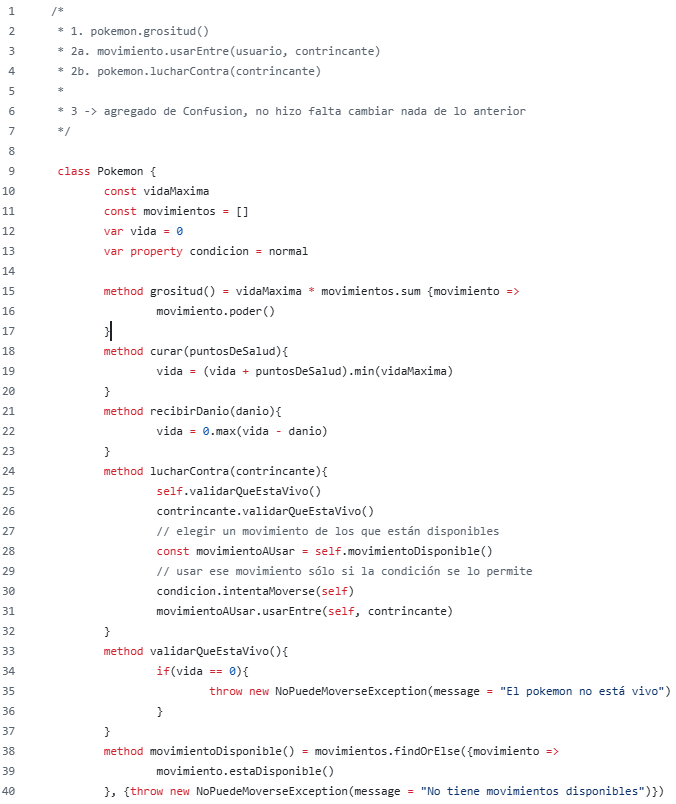 1 /*
2 * 1. pokemon.grositud()
3 * 2a. movimiento.usarEntre(usuario, contrincante)
4 * 2b. pokemon.lucharContra(contrincante)
5 *
6 * 3 -> agregado de Confusion, no hizo falta cambiar nada de lo anterior
7 */
8
9 class Pokemon {
10 const vidaMaxima
11 const movimientos = []
12 var vida = 0
13 var property condicion = normal
14
15 method grositud() = vidaMaxima * movimientos.sum {movimiento =>
16 movimiento.poder()
17 }
18 method curar(puntosDeSalud){
19 vida = (vida + puntosDeSalud).min(vidaMaxima)
20 }
21 method recibirDanio(danio){
22 vida = 0.max(vida - danio)
23 }
24 method lucharContra(contrincante){
25 self.validarQueEstaVivo()
26 contrincante.validarQueEstaVivo()
27 // elegir un movimiento de los que están disponibles
28 const movimientoAUsar = self.movimientoDisponible()
29 // usar ese movimiento sólo si la condición se lo permite
30 condicion.intentaMoverse(self)
31 movimientoAUsar.usarEntre(self, contrincante)
32 }
33 method validarQueEstaVivo(){
34 if(vida == 0){
35 throw new NoPuedeMoverseException(message = "El pokemon no está vivo")
36 }
37 }
38 method movimientoDisponible() = movimientos.findOrElse({movimiento =>
39 movimiento.estaDisponible()
40 }, {throw new NoPuedeMoverseException(message = "No tiene movimientos disponibles")})